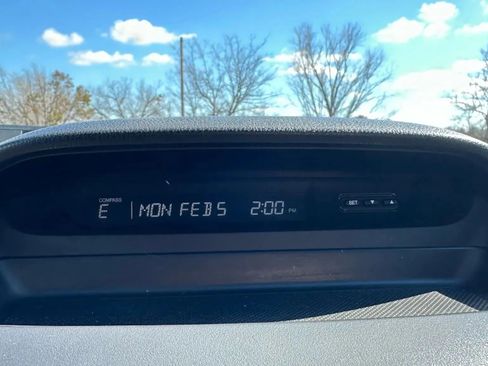 COMPASS
E MON FEB 5 2:00 PM
SET ▼ ▲